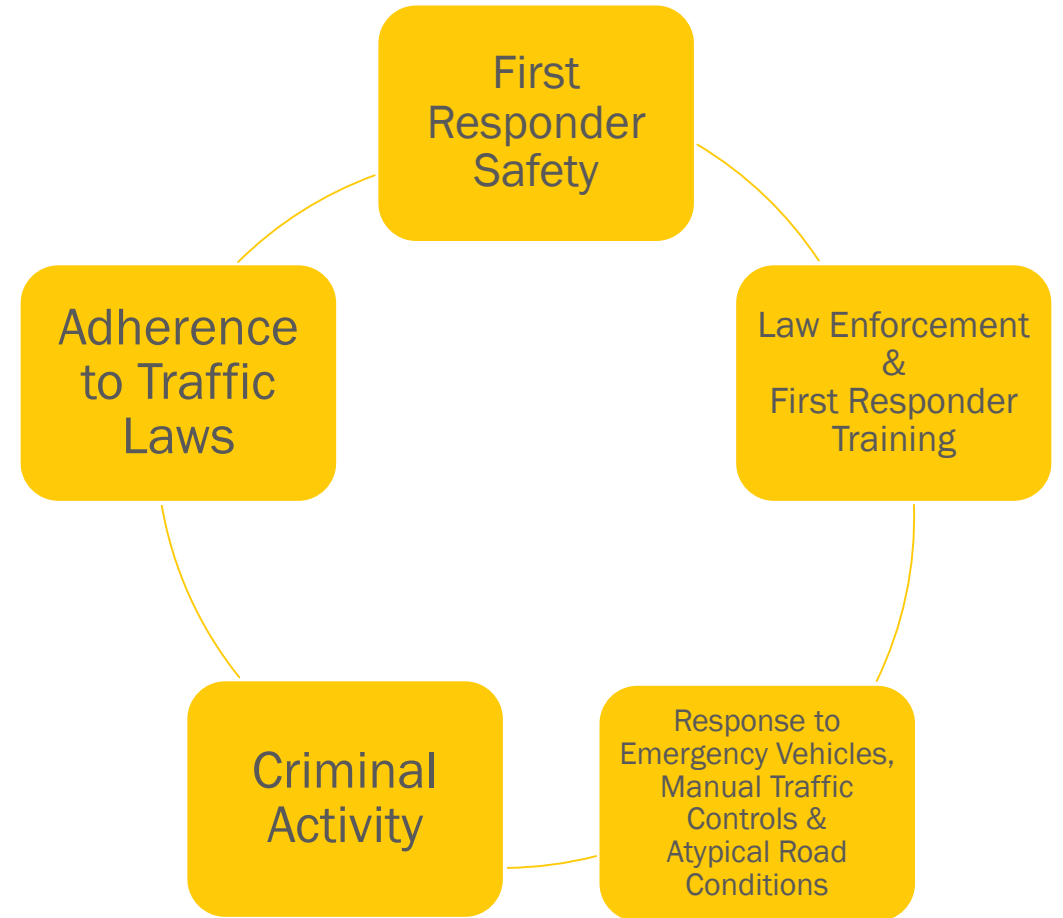 First
Responder
Safety
Law Enforcement
&
First Responder
Training
Response to
Emergency Vehicles,
Manual Traffic
Controls &
Atypical Road
Conditions
Criminal
Activity
Adherence
to Traffic
Laws